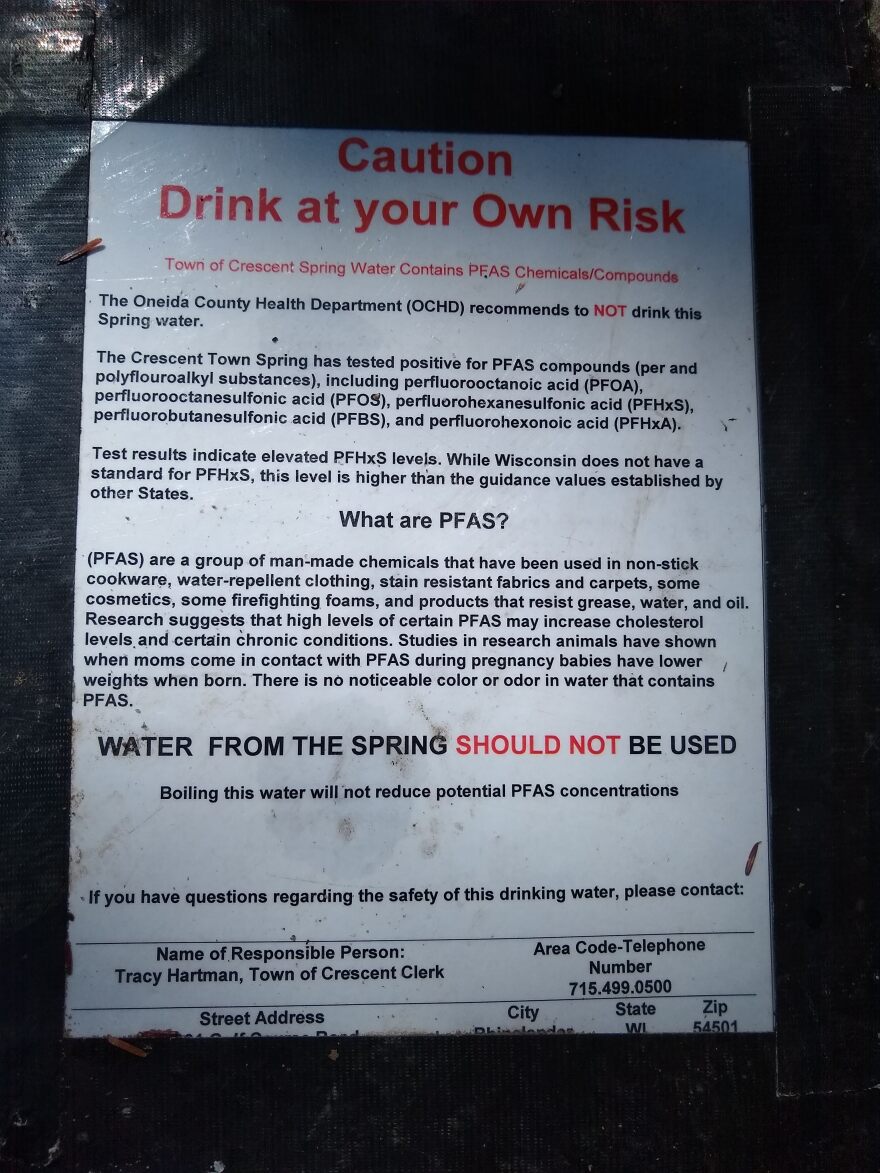 Caution
Drink at your Own Risk
Town of Crescent Spring Water Contains PFAS Chemicals/Compounds
The Oneida County Health Department (OCHD) recommends to NOT drink this
Spring water.
The Crescent Town Spring has tested positive for PFAS compounds (per and
polyflouroalkyl substances), including perfluorooctanoic acid (PFOA),
perfluorooctanesulfonic acid (PFOS), perfluorohexanesulfonic acid (PFHxS),
perfluorobutanesulfonic acid (PFBS), and perfluorohexonoic acid (PFHxA).
Test results indicate elevated PFHxS levels. While Wisconsin does not have a
standard for PFHxS, this level is higher than the guidance values established by
other States.
What are PFAS?
(PFAS) are a group of man-made chemicals that have been used in non-stick
cookware, water-repellent clothing, stain resistant fabrics and carpets, some
cosmetics, some firefighting foams, and products that resist grease, water, and oil.
Research suggests that high levels of certain PFAS may increase cholesterol
levels and certain chronic conditions. Studies in research animals have shown
when moms come in contact with PFAS during pregnancy babies have lower
weights when born. There is no noticeable color or odor in water that contains
PFAS.
WATER FROM THE SPRING SHOULD NOT BE USED
Boiling this water will not reduce potential PFAS concentrations
If you have questions regarding the safety of this drinking water, please contact:
Name of Responsible Person:
Tracy Hartman, Town of Crescent Clerk
Area Code-Telephone
Number
715.499.0500
Street Address
City
State
Zip
Rhinelander
WI
54501